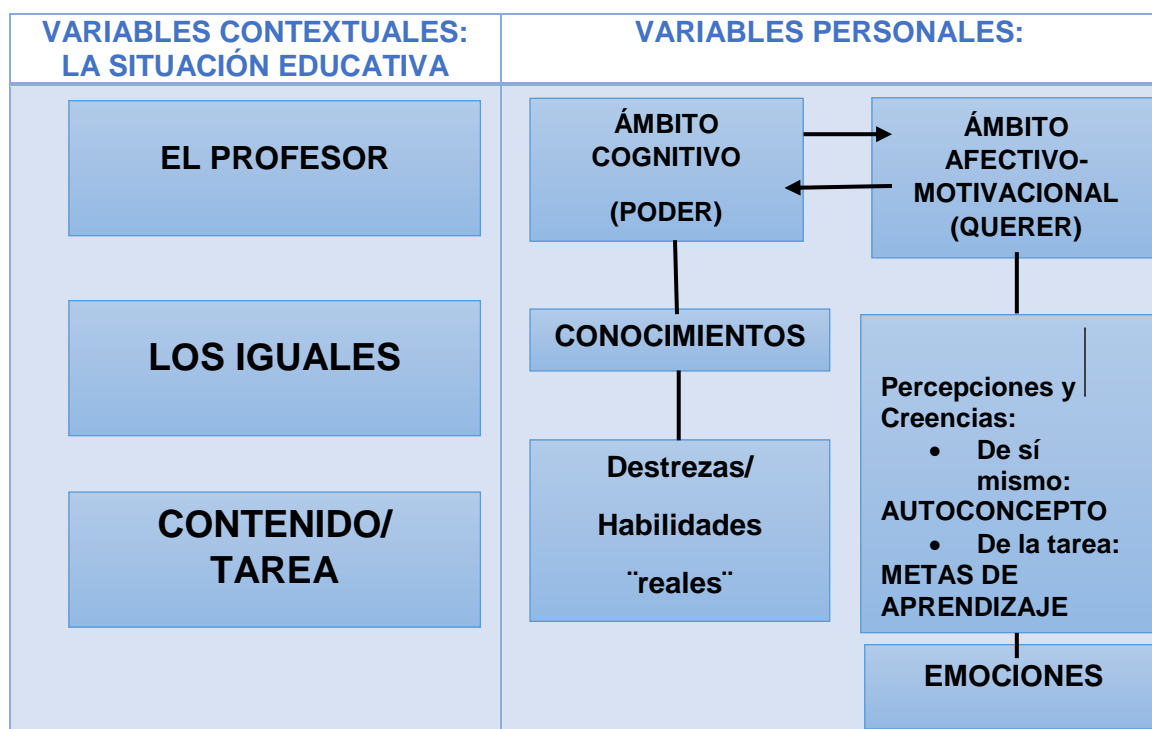 VARIABLES CONTEXTUALES:
LA SITUACIÓN EDUCATIVA
VARIABLES PERSONALES:
EL PROFESOR
LOS IGUALES
CONTENIDO/
TAREA
ÁMBITO
COGNITIVO
(PODER)
CONOCIMIENTOS
Destrezas/
Habilidades
¨reales¨
ÁMBITO
AFECTIVO-
MOTIVACIONAL
(QUERER)
Percepciones y
Creencias:
• De sí
mismo:
AUTOCONCEPTO
• De la tarea:
METAS DE
APRENDIZAJE
EMOCIONES